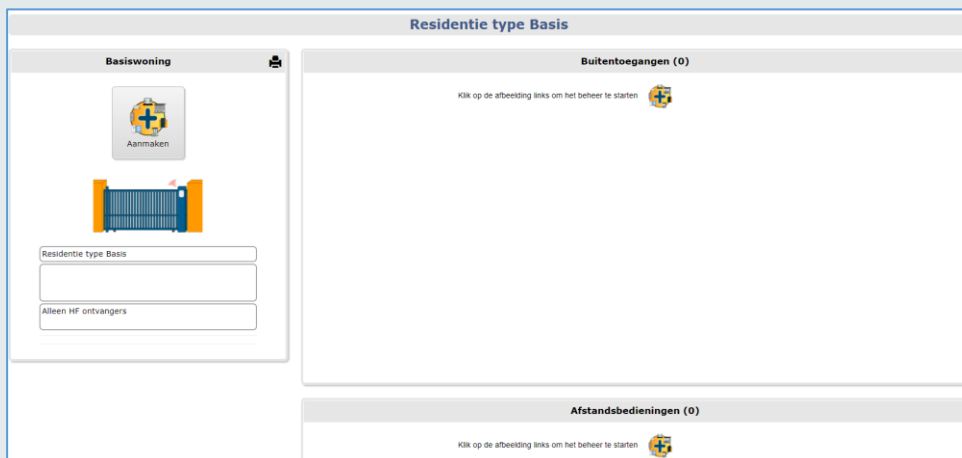 Residentie type Basis
Basiswoning
Aanmaken
Residentie type Basis
Alleen HF ontvangers
Buitentoegangen (0)
Klik op de afbeelding links om het beheer te starten
Afstandsbedieningen (0)
Klik op de afbeelding links om het beheer te starten